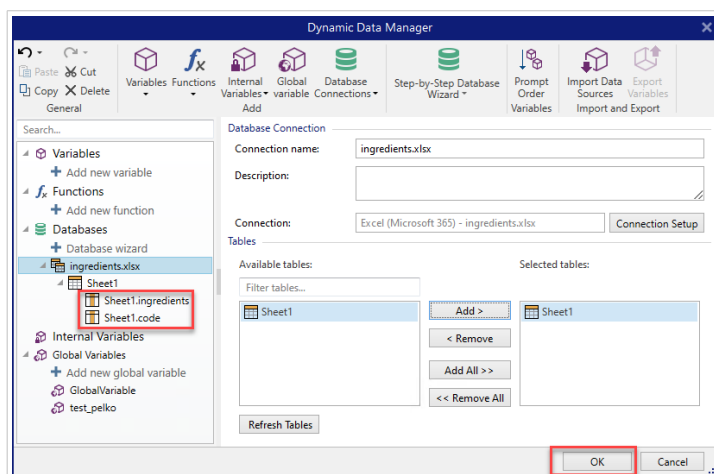 Dynamic Data Manager
Paste Cut
Copy Delete
General
Variables Functions
Internal Variables
Global variable
Database Connections
Add
Step-by-Step Database Wizard
Prompt Order
Variables
Import Data Sources
Export Variables
Import and Export
Search...
Variables
Add new variable
Functions
Add new function
Databases
Database wizard
ingredients.xlsx
Sheet1
Sheet1.ingredients
Sheet1.code
Internal Variables
Global Variables
Add new global variable
GlobalVariable
test_pelko
Database Connection
Connection name: ingredients.xlsx
Description:
Connection: Excel (Microsoft 365) - ingredients.xlsx Connection Setup
Tables
Available tables: Selected tables:
Filter tables...
Sheet1 Add > Sheet1
< Remove
Add All >>
<< Remove All
Refresh Tables
OK Cancel